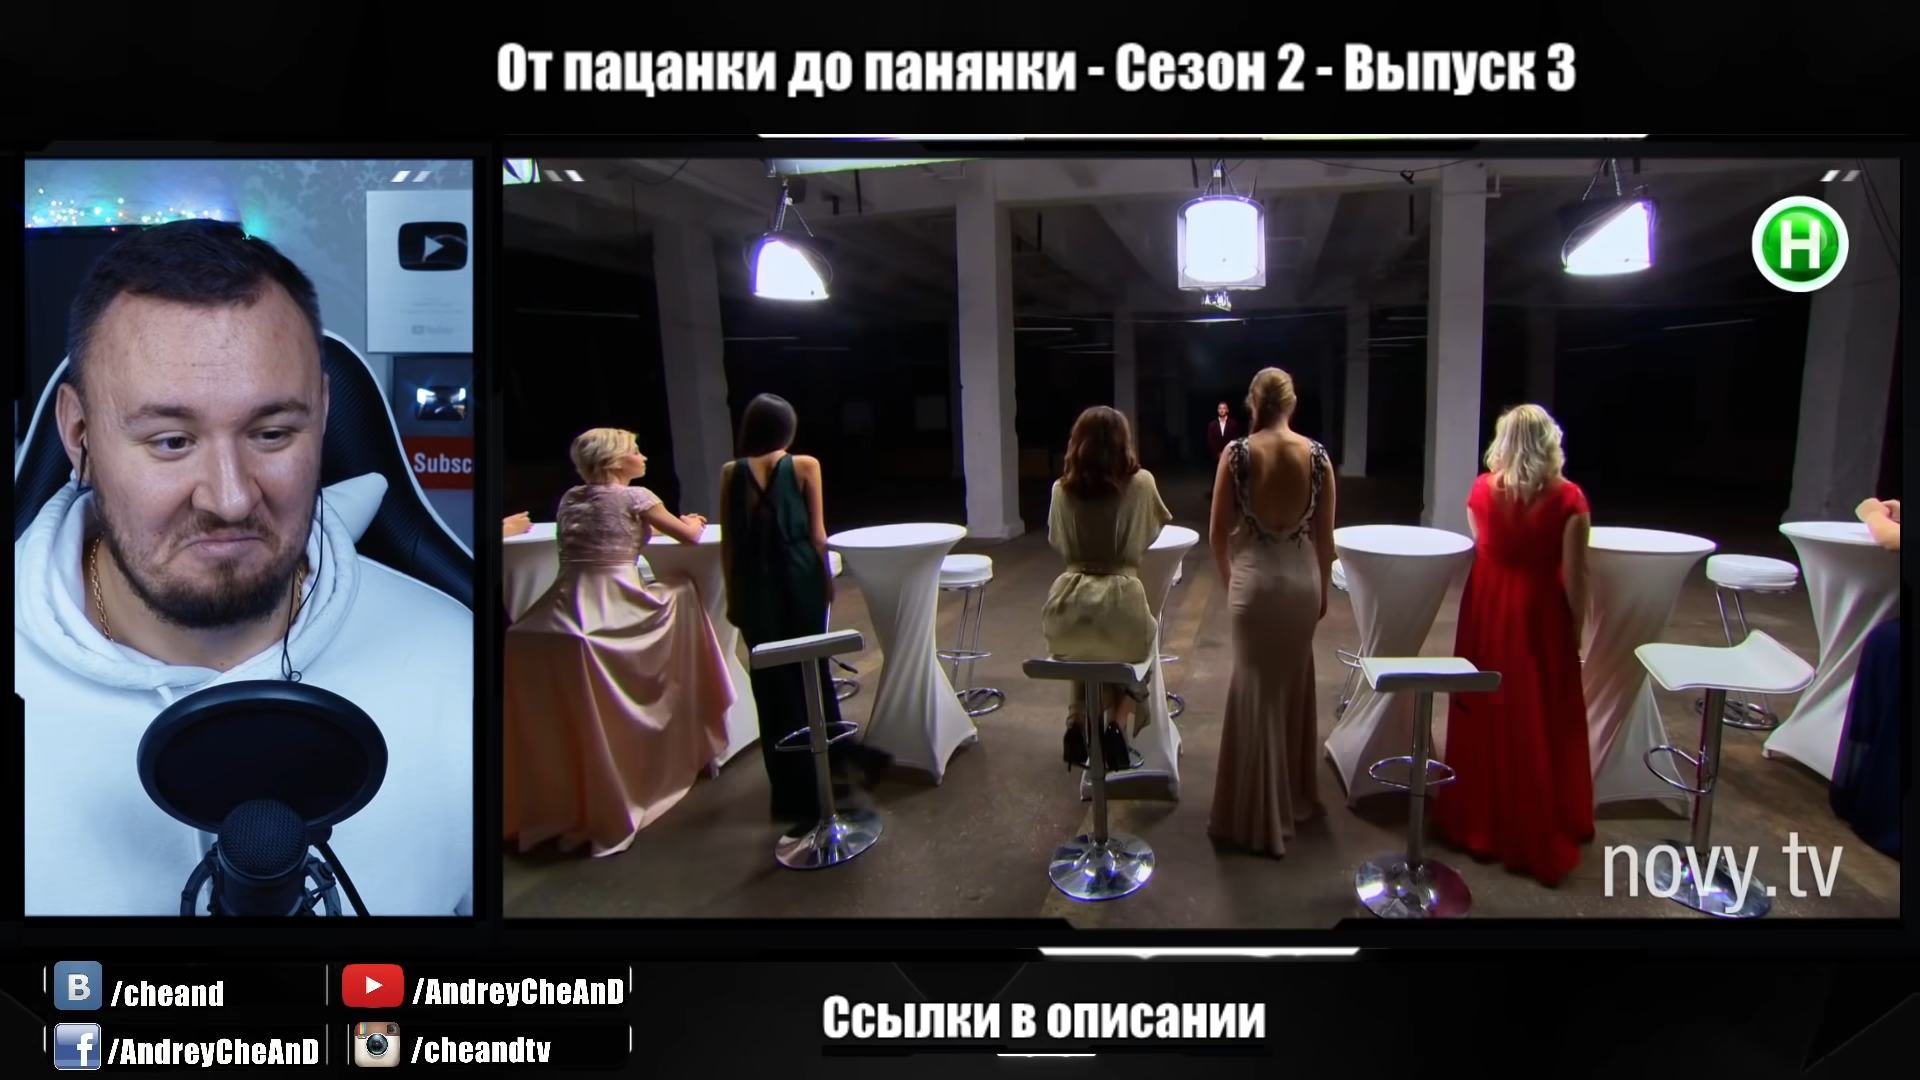 От пацанки до панянки - Сезон 2 - Выпуск 3
Н
Subsc
novy.tv
B /cheand
/AndreyCheAnD
f /AndreyCheAnD
/cheandtv
Ссылки в описании